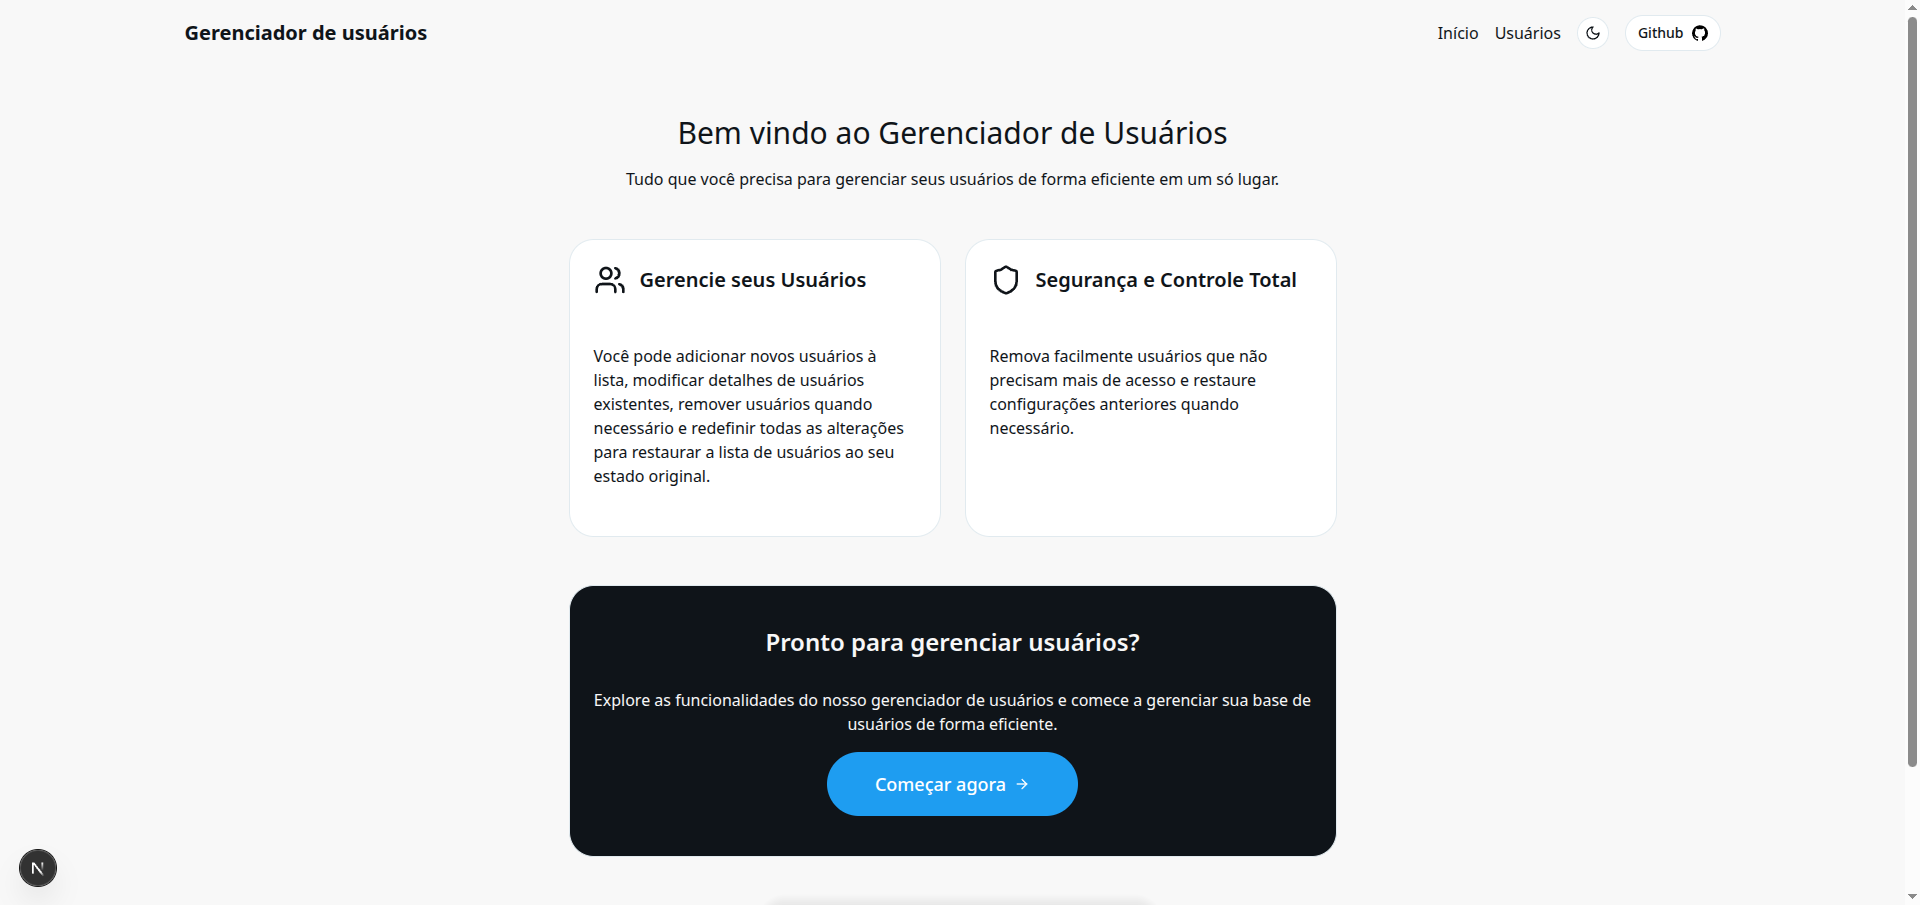 Gerenciador de usuários
Início
Usuários
Github
Bem vindo ao Gerenciador de Usuários
Tudo que você precisa para gerenciar seus usuários de forma eficiente em um só lugar.
Gerencie seus Usuários
Você pode adicionar novos usuários à
lista, modificar detalhes de usuários
existentes, remover usuários quando
necessário e redefinir todas as alterações
para restaurar a lista de usuários ao seu
estado original.
Segurança e Controle Total
Remova facilmente usuários que não
precisam mais de acesso e restaure
configurações anteriores quando
necessário.
Pronto para gerenciar usuários?
Explore as funcionalidades do nosso gerenciador de usuários e comece a gerenciar sua base de
usuários de forma eficiente.
Começar agora
N